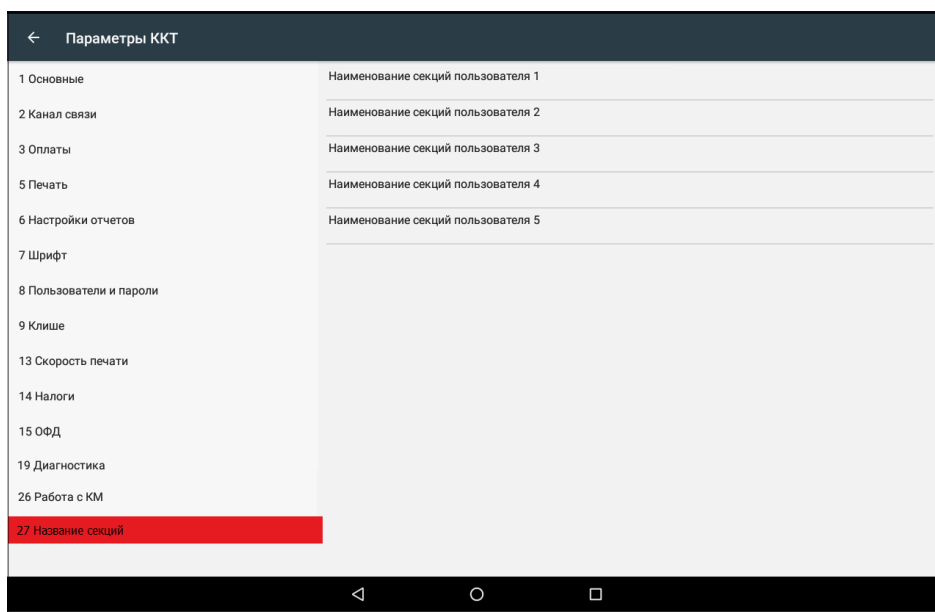 Параметры ККТ
1 Основные
2 Канал связи
3 Оплаты
5 Печать
6 Настройки отчетов
7 Шрифт
8 Пользователи и пароли
9 Клише
13 Скорость печати
14 Налоги
15 ОФД
19 Диагностика
26 Работа с КМ
27 Название секций
Наименование секций пользователя 1
Наименование секций пользователя 2
Наименование секций пользователя 3
Наименование секций пользователя 4
Наименование секций пользователя 5